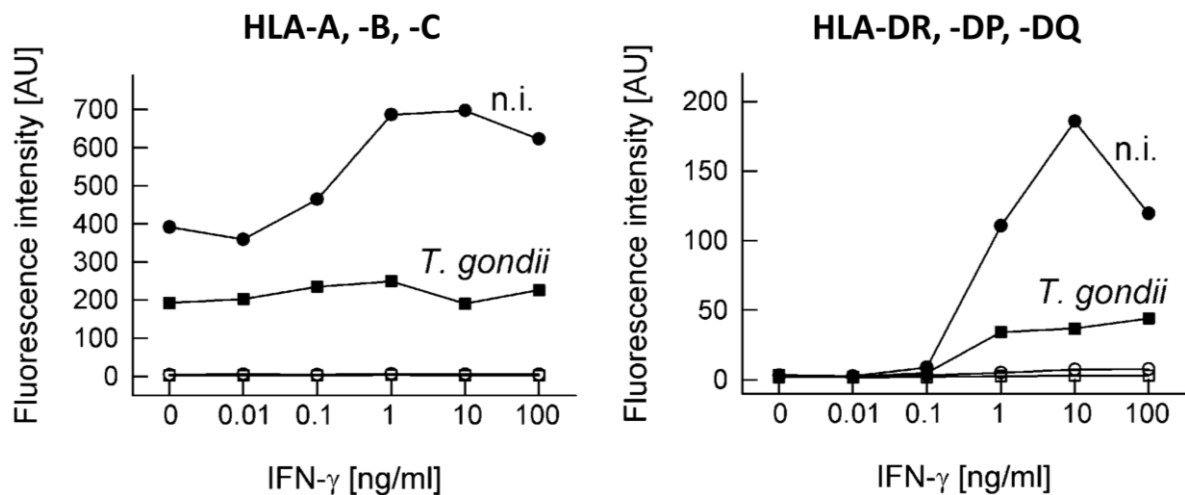 HLA-A, -B, -C
Fluorescence intensity [AU]
700
600
500
400
300
200
100
0
n.i.
T. gondii
0 0.01 0.1 1 10 100
IFN-γ [ng/ml]
HLA-DR, -DP, -DQ
Fluorescence intensity [AU]
200
150
100
50
0
n.i.
T. gondii
0 0.01 0.1 1 10 100
IFN-γ [ng/ml]